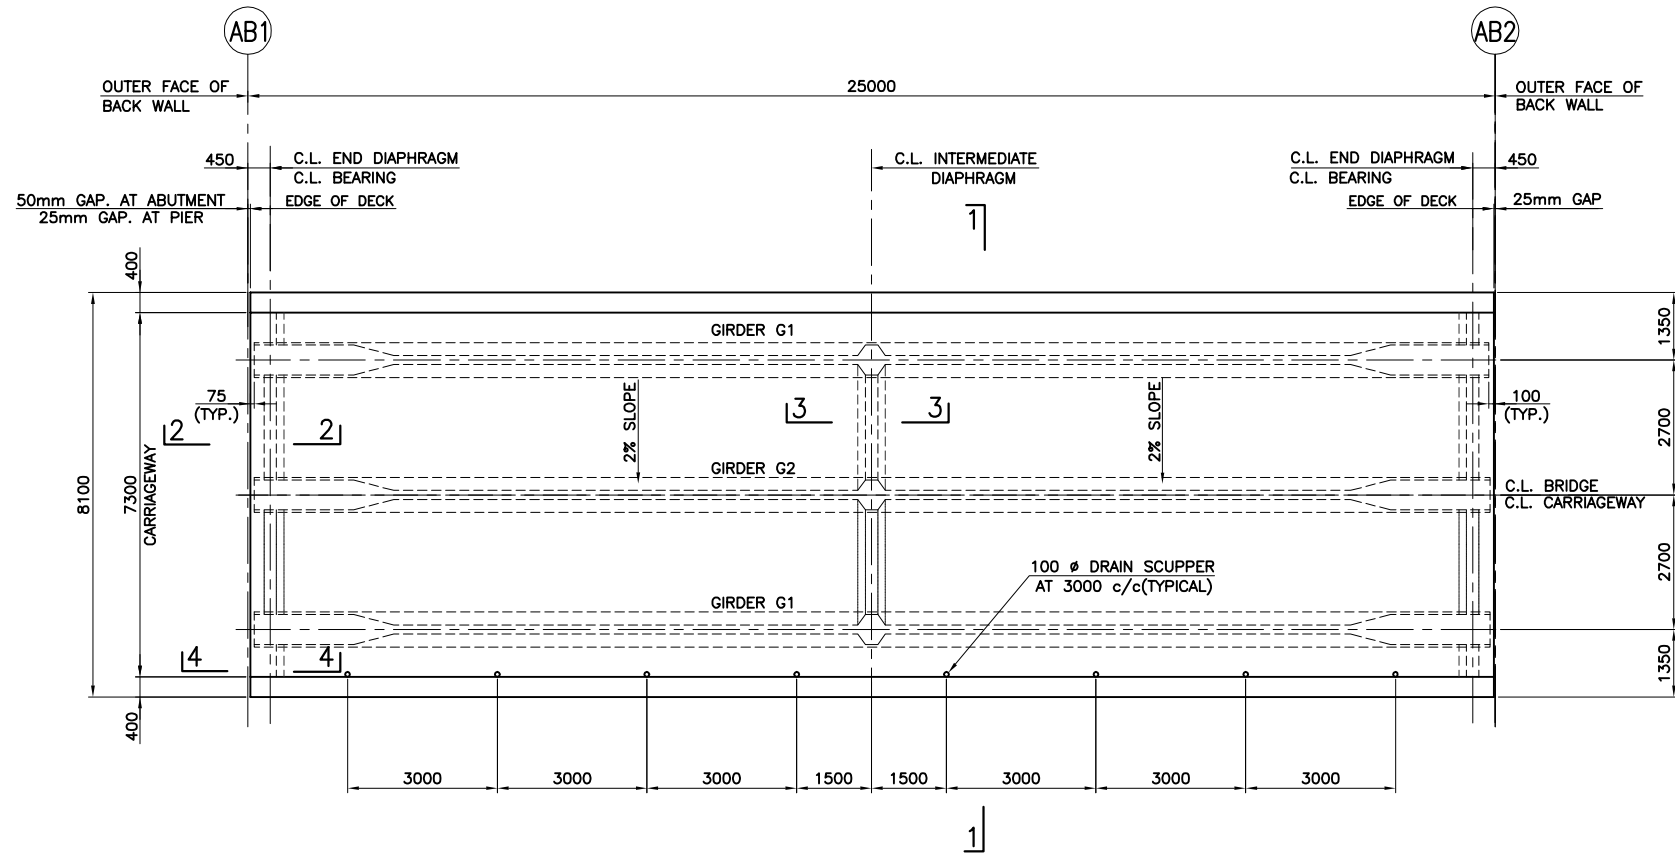 AB1
AB2
OUTER FACE OF
BACK WALL
25000
OUTER FACE OF
BACK WALL
450
C.L. END DIAPHRAGM
C.L. BEARING
C.L. INTERMEDIATE
DIAPHRAGM
C.L. END DIAPHRAGM
C.L. BEARING
450
50mm GAP. AT ABUTMENT
25mm GAP. AT PIER
EDGE OF DECK
EDGE OF DECK
25mm GAP
1
400
1350
GIRDER G1
75
(TYP.)
2
2
2% SLOPE
3
3
2% SLOPE
100
(TYP.)
2700
8100
7300
CARRIAGEWAY
GIRDER G2
C.L. BRIDGE
C.L. CARRIAGEWAY
2700
100 ø DRAIN SCUPPER
AT 3000 c/c(TYPICAL)
GIRDER G1
4
4
1350
400
3000
3000
3000
1500
1500
3000
3000
3000
1